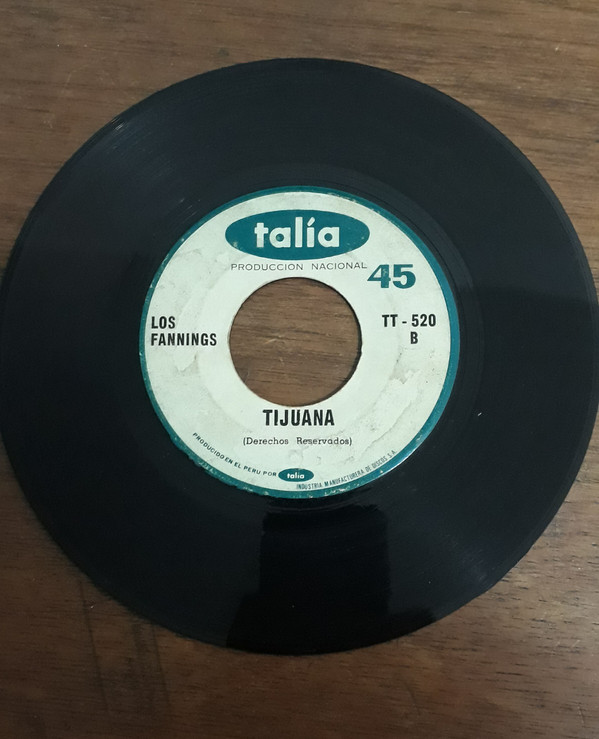 talía
PRODUCCION NACIONAL
45
LOS
FANNINGS
TT - 520
B
TIJUANA
(Derechos Reservados)
PRODUCIDO EN EL PERU POR talía INDUSTRIA MANUFACTURERA DE DISCOS S.A.